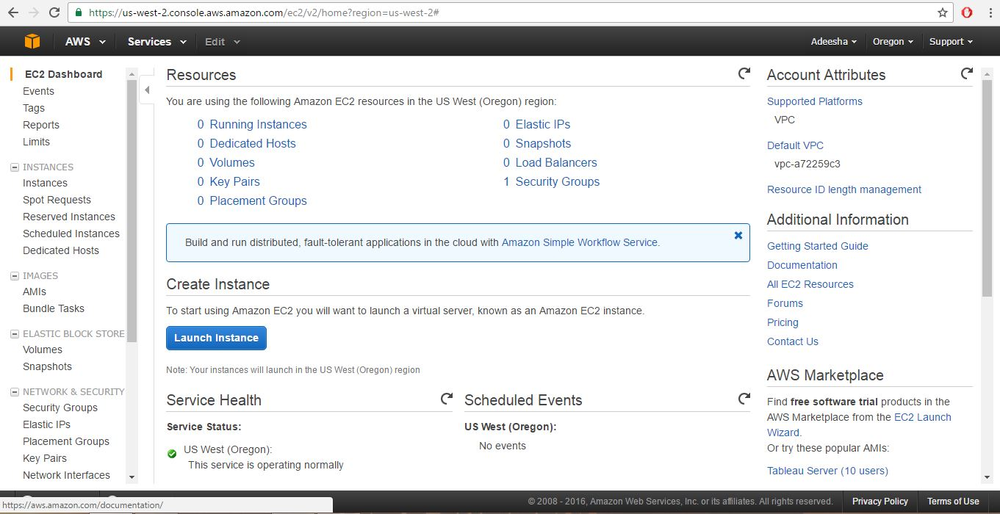 https://us-west-2.console.aws.amazon.com/ec2/v2/home?region=us-west-2#
AWS Services Edit Adeesha Oregon Support
EC2 Dashboard
Events
Tags
Reports
Limits
INSTANCES
Instances
Spot Requests
Reserved Instances
Scheduled Instances
Dedicated Hosts
IMAGES
AMIs
Bundle Tasks
ELASTIC BLOCK STORE
Volumes
Snapshots
NETWORK & SECURITY
Security Groups
Elastic IPs
Placement Groups
Key Pairs
Network Interfaces
Resources
You are using the following Amazon EC2 resources in the US West (Oregon) region:
0 Running Instances
0 Dedicated Hosts
0 Volumes
0 Key Pairs
0 Placement Groups
0 Elastic IPs
0 Snapshots
0 Load Balancers
1 Security Groups
Build and run distributed, fault-tolerant applications in the cloud with Amazon Simple Workflow Service.
Create Instance
To start using Amazon EC2 you will want to launch a virtual server, known as an Amazon EC2 instance.
Launch Instance
Note: Your instances will launch in the US West (Oregon) region
Service Health
Service Status:
US West (Oregon):
This service is operating normally
Scheduled Events
US West (Oregon):
No events
Account Attributes
Supported Platforms
VPC
Default VPC
vpc-a72259c3
Resource ID length management
Additional Information
Getting Started Guide
Documentation
All EC2 Resources
Forums
Pricing
Contact Us
AWS Marketplace
Find free software trial products in the
AWS Marketplace from the EC2 Launch
Wizard.
Or try these popular AMIs:
Tableau Server (10 users)
https://aws.amazon.com/documentation/
© 2008 - 2016, Amazon Web Services, Inc. or its affiliates. All rights reserved. Privacy Policy Terms of Use